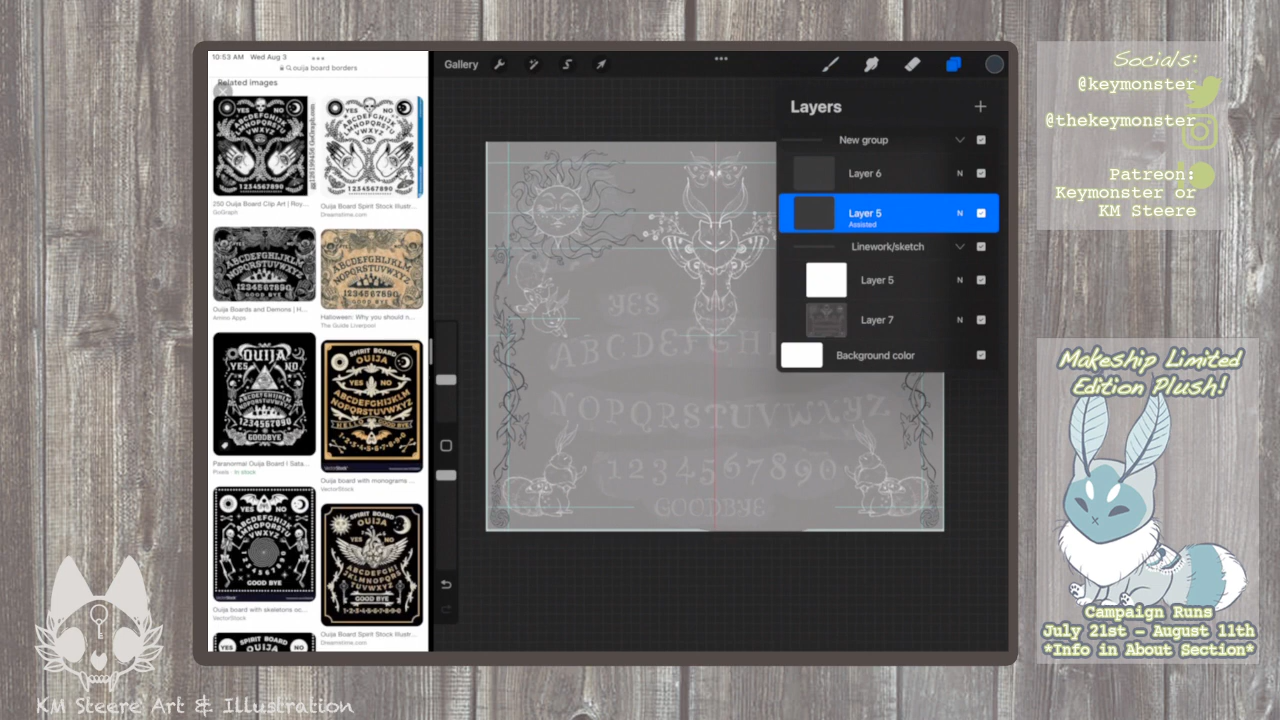 10:53 AM Wed Aug 3
ouija board borders
Related images
250 Ouija Board Clip Art | Roy...
GoGraph
Ouija Board Spirit Stock Illustr...
Dreamstime.com
Ouija Boards and Demons | H...
Amino Apps
Halloween: Why you should n...
The Guide Liverpool
Paranormal Ouija Board I Sata...
Pixels · In stock
Ouija board with monograms ...
VectorStock
Ouija board with skeletons oc...
VectorStock
Ouija Board Spirit Stock Illustr...
Dreamstime.com
Gallery
Layers
New group
Layer 6
N
Layer 5
N
Assisted
Linework/sketch
Layer 5
N
Layer 7
N
Background color
YES
ABCDEFGH
NOPQRSTUV YZ
GOODBYE
Socials:
@keymonster
@thekeymonster
Patreon:
Keymonster or
KM Steere
Makeship Limited
Edition Plush!
Campaign Runs
July 21st - August 11th
*Info in About Section*
KM Steere Art & Illustration